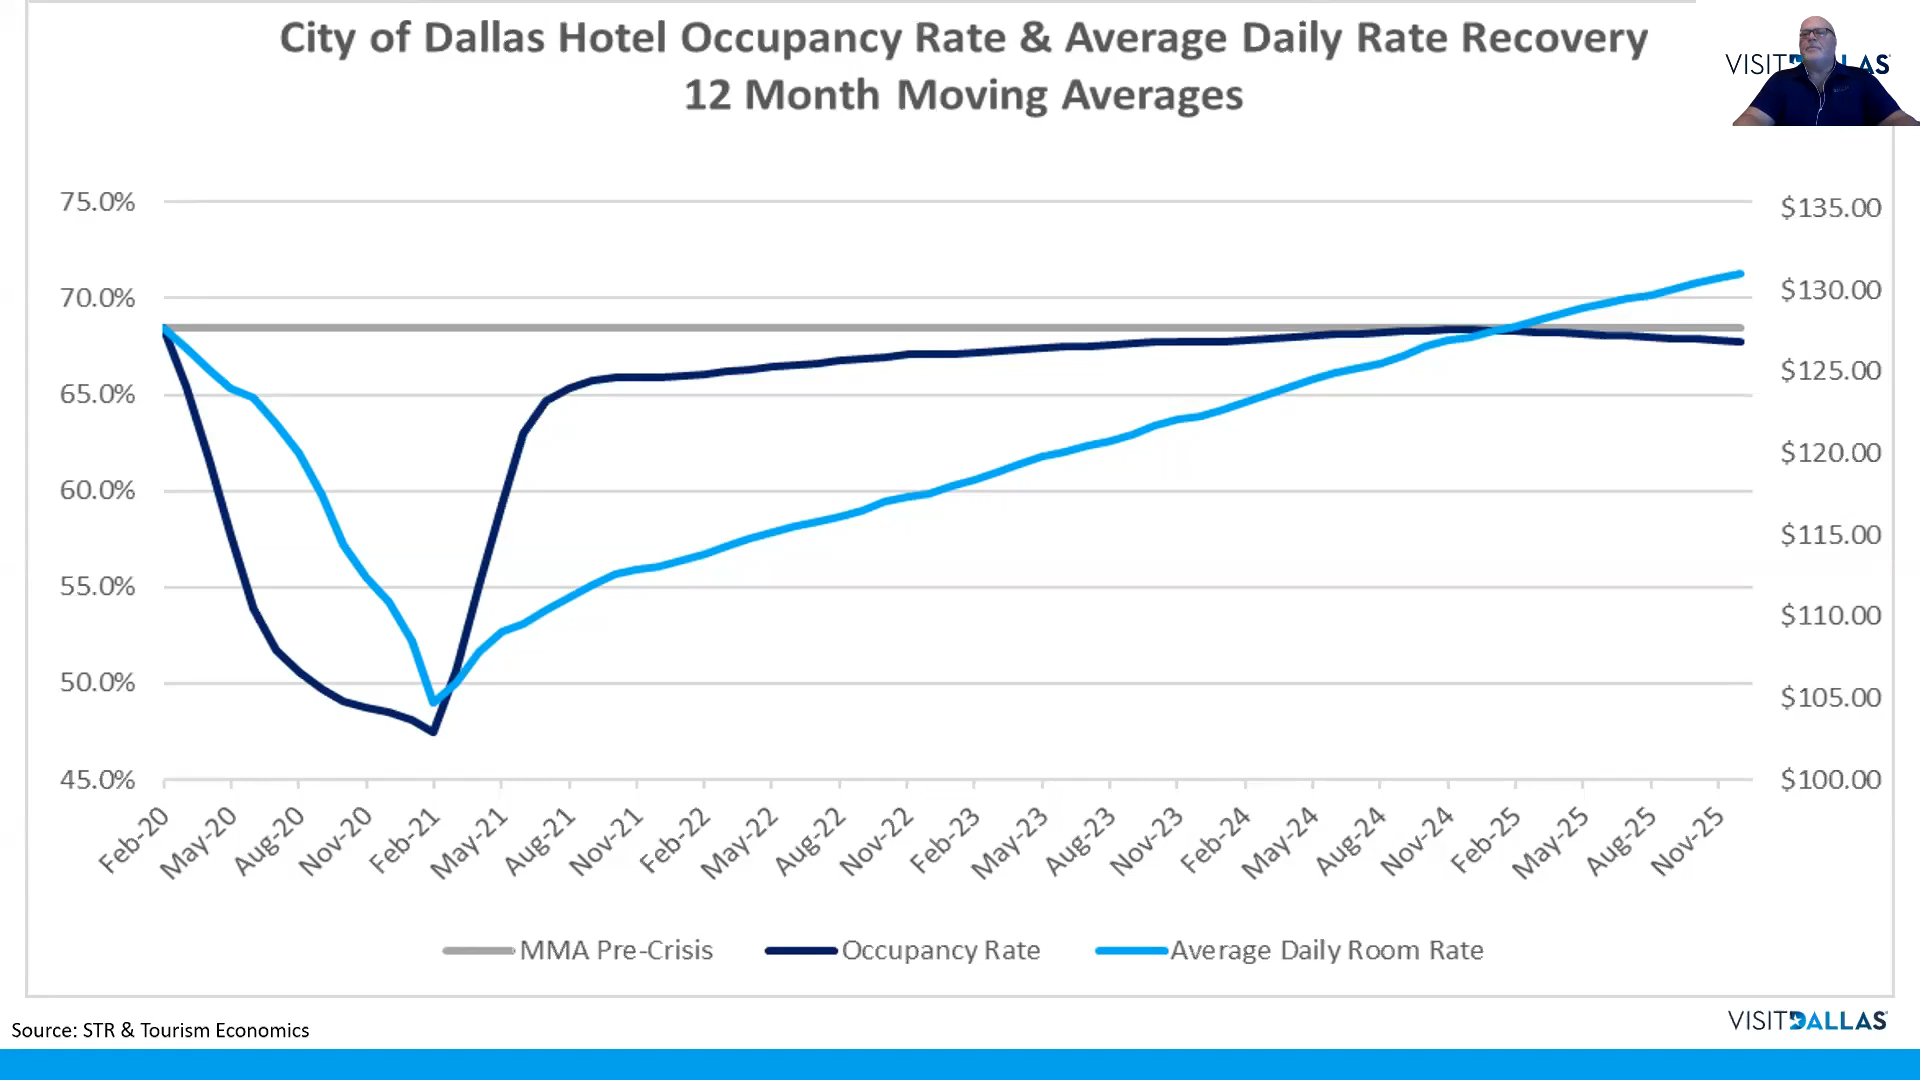 City of Dallas Hotel Occupancy Rate & Average Daily Rate Recovery
12 Month Moving Averages
75.0%
70.0%
65.0%
60.0%
55.0%
50.0%
45.0%
$135.00
$130.00
$125.00
$120.00
$115.00
$110.00
$105.00
$100.00
Feb-20
May-20
Aug-20
Nov-20
Feb-21
May-21
Aug-21
Nov-21
Feb-22
May-22
Aug-22
Nov-22
Feb-23
May-23
Aug-23
Nov-23
Feb-24
May-24
Aug-24
Nov-24
Feb-25
May-25
Aug-25
Nov-25
MMA Pre-Crisis
Occupancy Rate
Average Daily Room Rate
Source: STR & Tourism Economics
VISITDALLAS